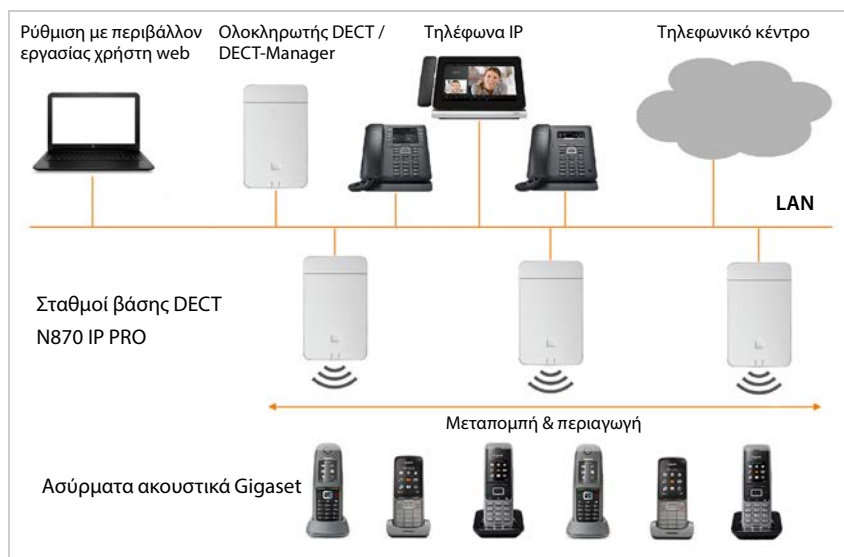 Ρύθμιση με περιβάλλον
εργασίας χρήστη web
Ολοκληρωτής DECT /
DECT-Manager
Τηλέφωνα IP
Τηλεφωνικό κέντρο
LAN
Σταθμοί βάσης DECT
N870 IP PRO
Μεταπομπή & περιαγωγή
Ασύρματα ακουστικά Gigaset